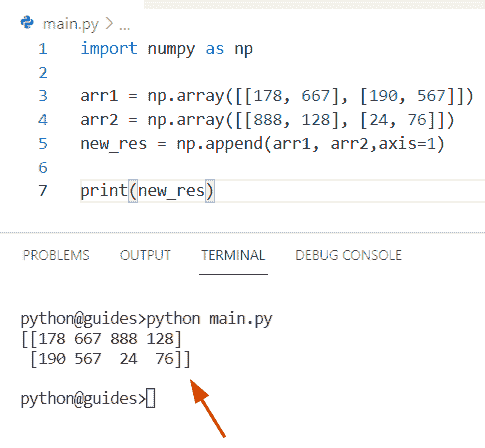 main.py > ...
1 import numpy as np
2
3 arr1 = np.array([[178, 667], [190, 567]])
4 arr2 = np.array([[888, 128], [24, 76]])
5 new_res = np.append(arr1, arr2,axis=1)
6
7 print(new_res)
PROBLEMS OUTPUT TERMINAL DEBUG CONSOLE
python@guides>python main.py
[[178 667 888 128]
 [190 567  24  76]]
python@guides>